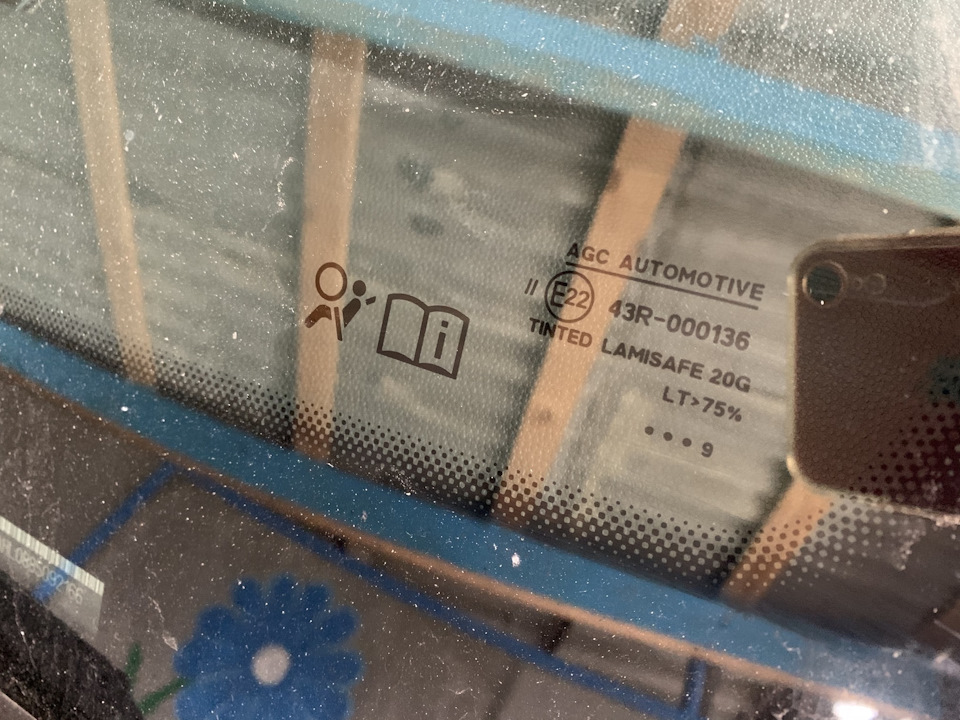 AGC AUTOMOTIVE
// E22 43R-000136
TINTED LAMISAFE 20G
LT>75%
•••9
i